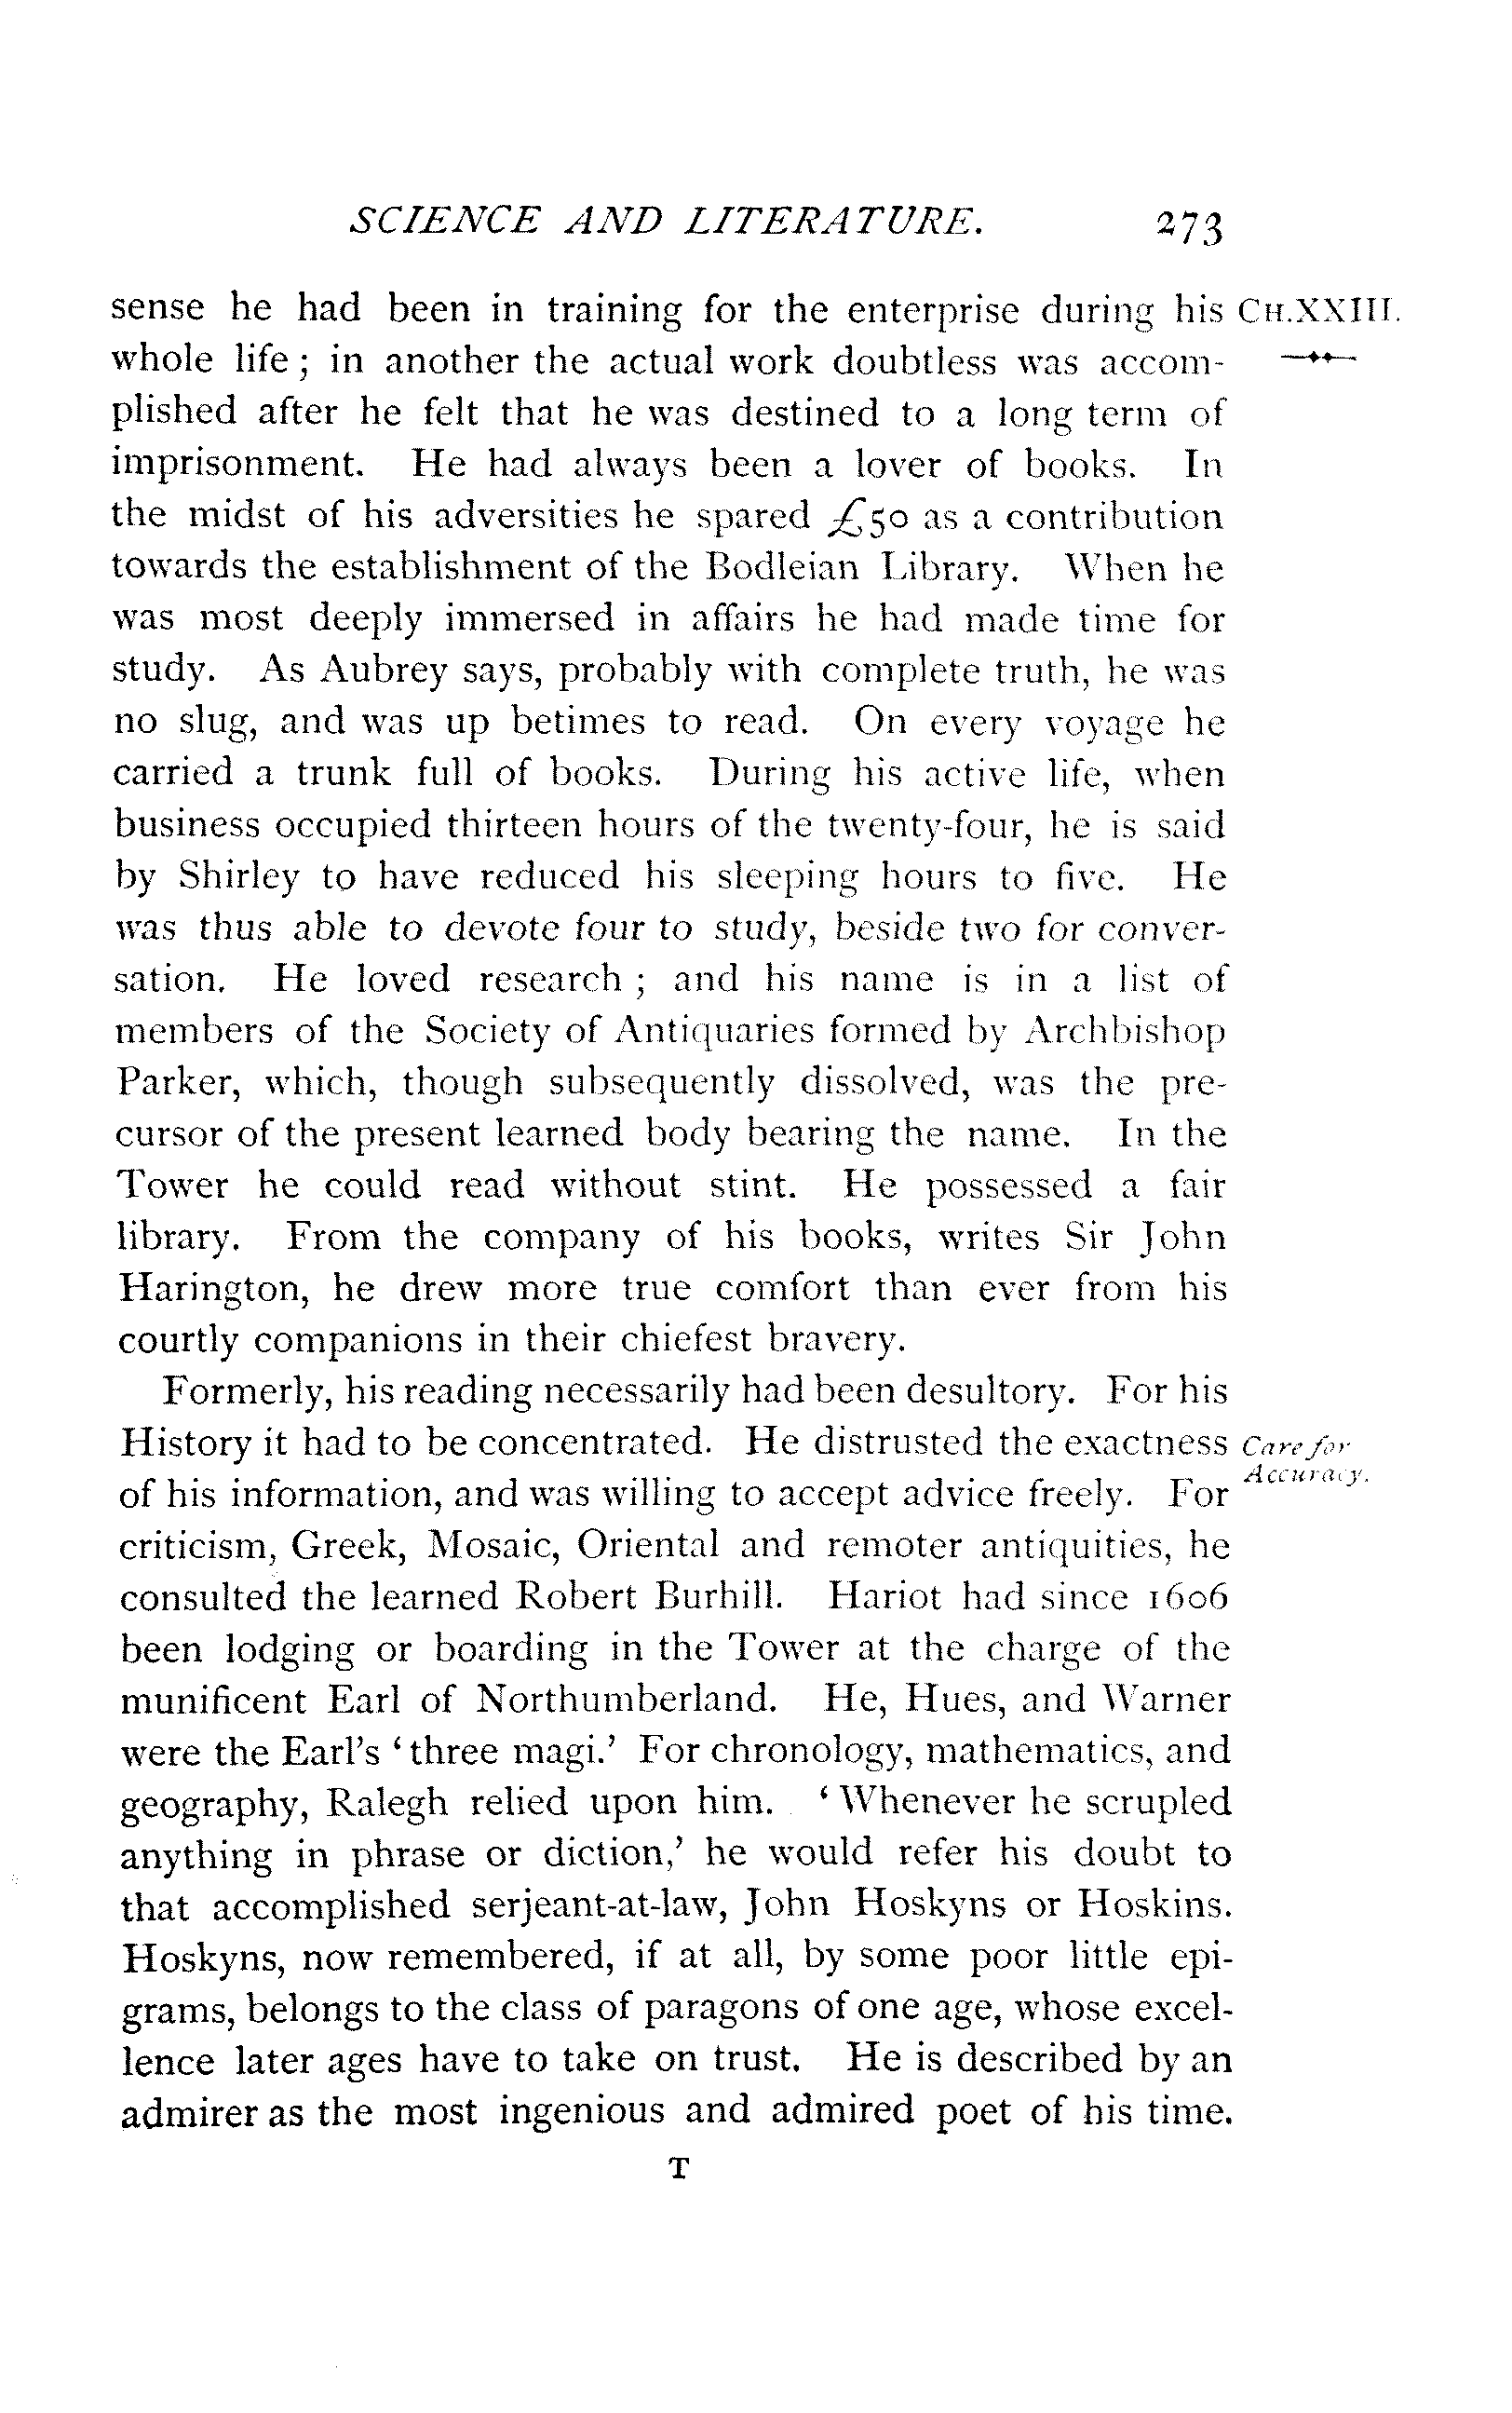 SCIENCE AND LITERATURE. 273
sense he had been in training for the enterprise during his CH.XXIII.
whole life ; in another the actual work doubtless was accom-
plished after he felt that he was destined to a long term of
imprisonment. He had always been a lover of books. In
the midst of his adversities he spared £50 as a contribution
towards the establishment of the Bodleian Library. When he
was most deeply immersed in affairs he had made time for
study. As Aubrey says, probably with complete truth, he was
no slug, and was up betimes to read. On every voyage he
carried a trunk full of books. During his active life, when
business occupied thirteen hours of the twenty-four, he is said
by Shirley to have reduced his sleeping hours to five. He
was thus able to devote four to study, beside two for conver-
sation. He loved research ; and his name is in a list of
members of the Society of Antiquaries formed by Archbishop
Parker, which, though subsequently dissolved, was the pre-
cursor of the present learned body bearing the name. In the
Tower he could read without stint. He possessed a fair
library. From the company of his books, writes Sir John
Harington, he drew more true comfort than ever from his
courtly companions in their chiefest bravery.
Formerly, his reading necessarily had been desultory. For his
History it had to be concentrated. He distrusted the exactness Care for
of his information, and was willing to accept advice freely. For Accuracy.
criticism, Greek, Mosaic, Oriental and remoter antiquities, he
consulted the learned Robert Burhill. Hariot had since 1606
been lodging or boarding in the Tower at the charge of the
munificent Earl of Northumberland. He, Hues, and Warner
were the Earl's ‘three magi.’ For chronology, mathematics, and
geography, Ralegh relied upon him. ‘Whenever he scrupled
anything in phrase or diction,’ he would refer his doubt to
that accomplished serjeant-at-law, John Hoskyns or Hoskins.
Hoskyns, now remembered, if at all, by some poor little epi-
grams, belongs to the class of paragons of one age, whose excel-
lence later ages have to take on trust. He is described by an
admirer as the most ingenious and admired poet of his time.
T